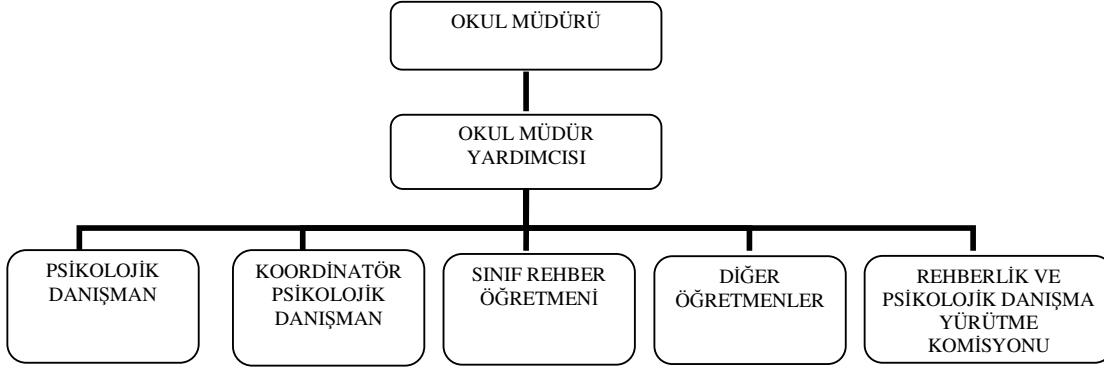 OKUL MÜDÜRÜ
OKUL MÜDÜR
YARDIMCISI
PSİKOLOJİK
DANIŞMAN
KOORDİNATÖR
PSİKOLOJİK
DANIŞMAN
SINIF REHBER
ÖĞRETMENİ
DİĞER
ÖĞRETMENLER
REHBERLİK VE
PSİKOLOJİK DANIŞMA
YÜRÜTME
KOMİSYONU